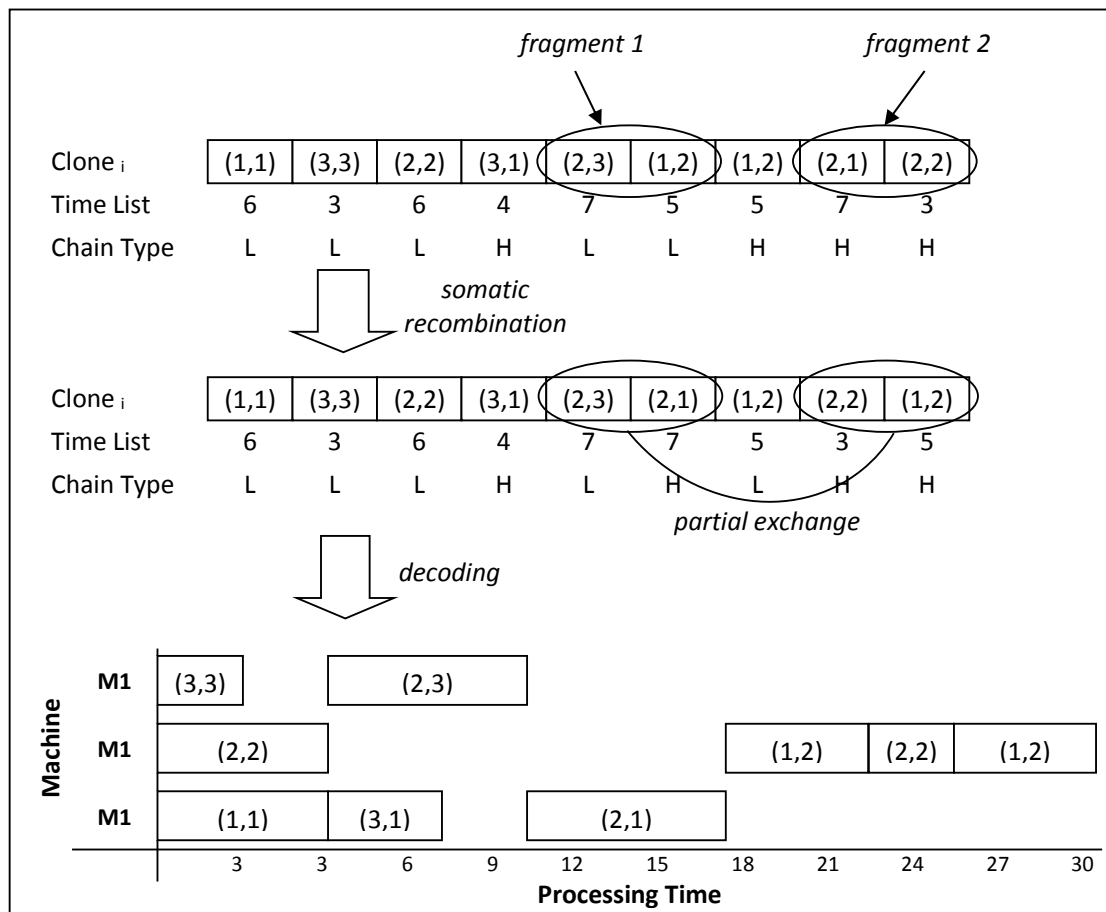 fragment 1 fragment 2
Clone i (1,1) (3,3) (2,2) (3,1) (2,3) (1,2) (1,2) (2,1) (2,2)
Time List 6 3 6 4 7 5 5 7 3
Chain Type L L L H L L H H H
somatic
recombination
Clone i (1,1) (3,3) (2,2) (3,1) (2,3) (2,1) (1,2) (2,2) (1,2)
Time List 6 3 6 4 7 7 5 3 5
Chain Type L L L H L H L H H
partial exchange
decoding
Machine
M1 (3,3) (2,3)
M1 (2,2) (1,2) (2,2) (1,2)
M1 (1,1) (3,1) (2,1)
3 3 6 9 12 15 18 21 24 27 30
Processing Time